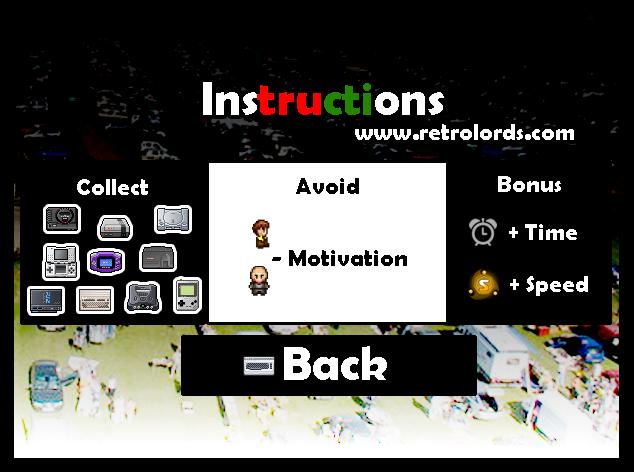 Instructions
www.retrolords.com
Collect
Avoid
- Motivation
Bonus
+ Time
S
+ Speed
Back